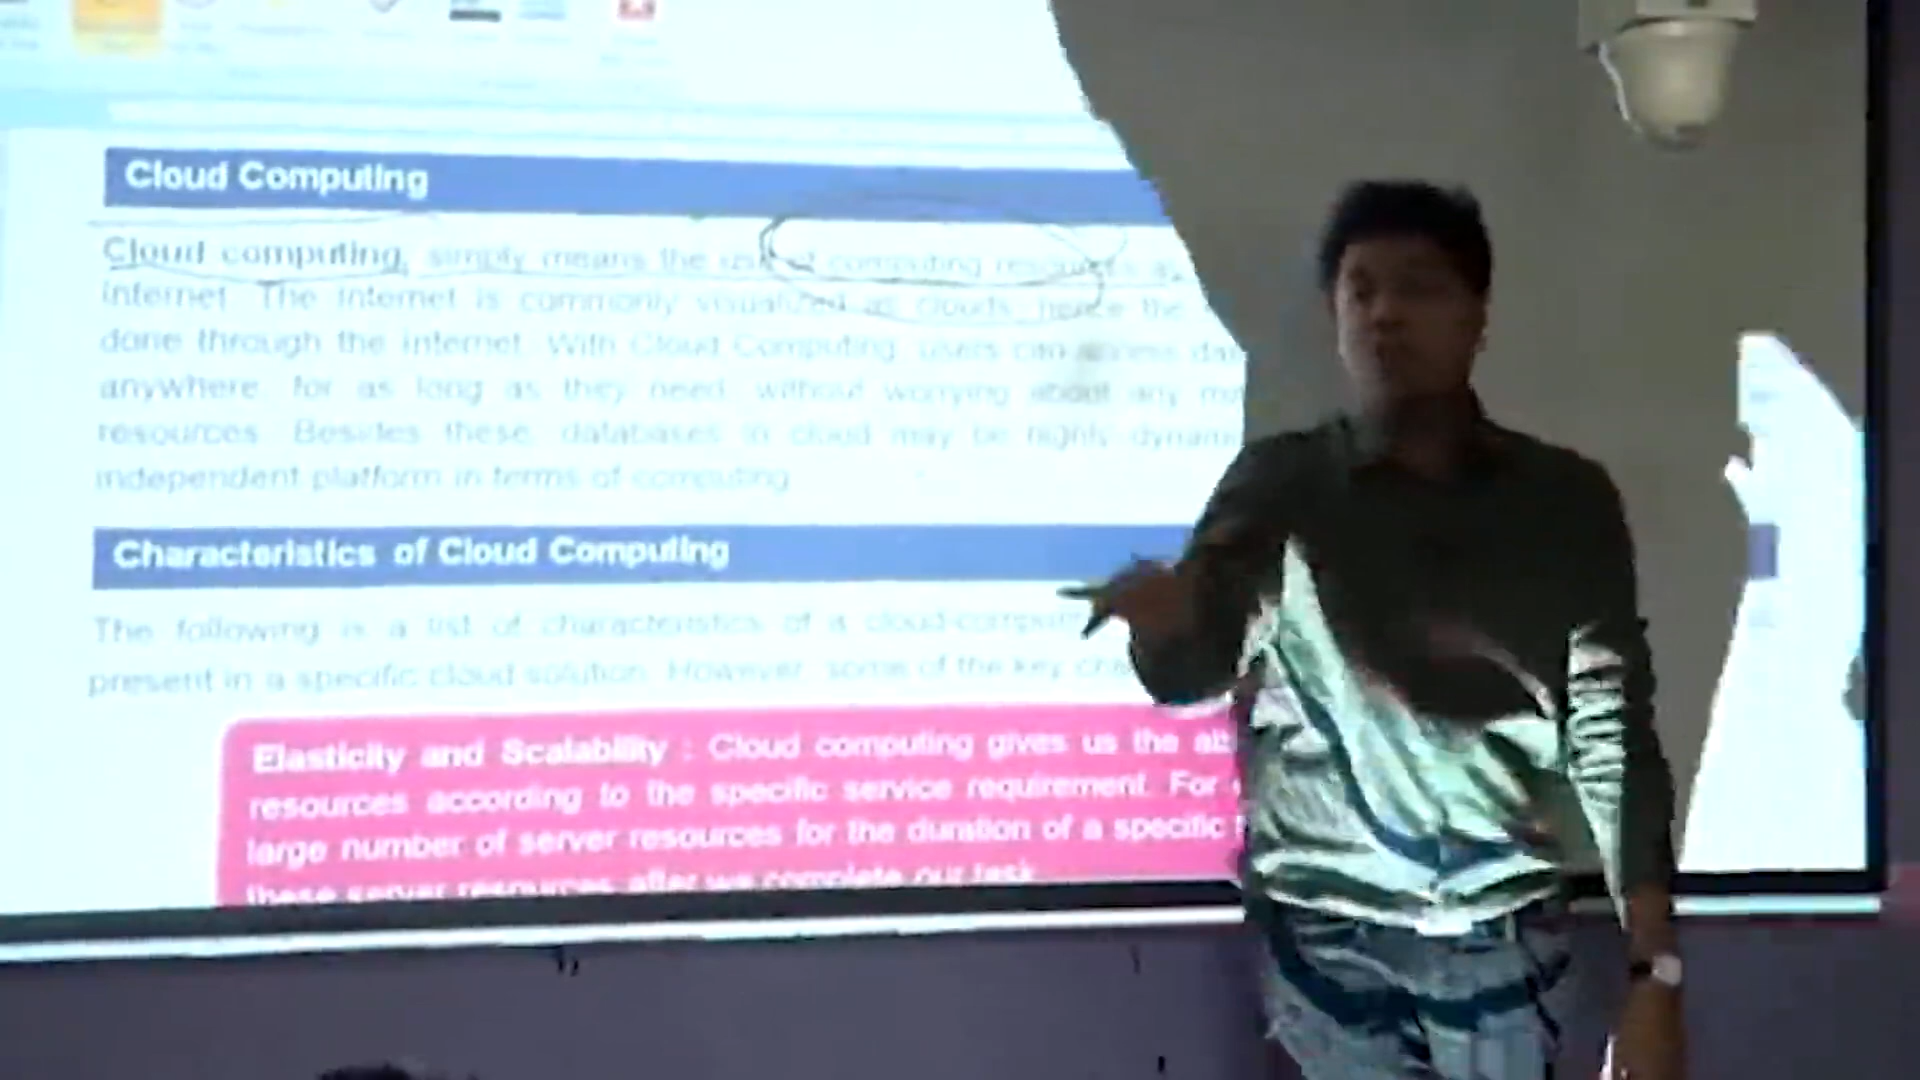 Cloud Computing
Cloud computing, simply means the use of computing resources as
Internet. The Internet is commonly visualized as clouds; hence the
done through the Internet. With Cloud Computing, users can access
anywhere, for as long as they need, without worrying about any
resources. Besides these, databases in cloud may be highly
independent platform in terms of computing.
Characteristics of Cloud Computing
The following is a list of characteristics of a cloud-computing
present in a specific cloud solution. However, some of the key
Elasticity and Scalability : Cloud computing gives us the
resources according to the specific service requirement. For
large number of server resources for the duration of a specific
these server resources after we complete our task.